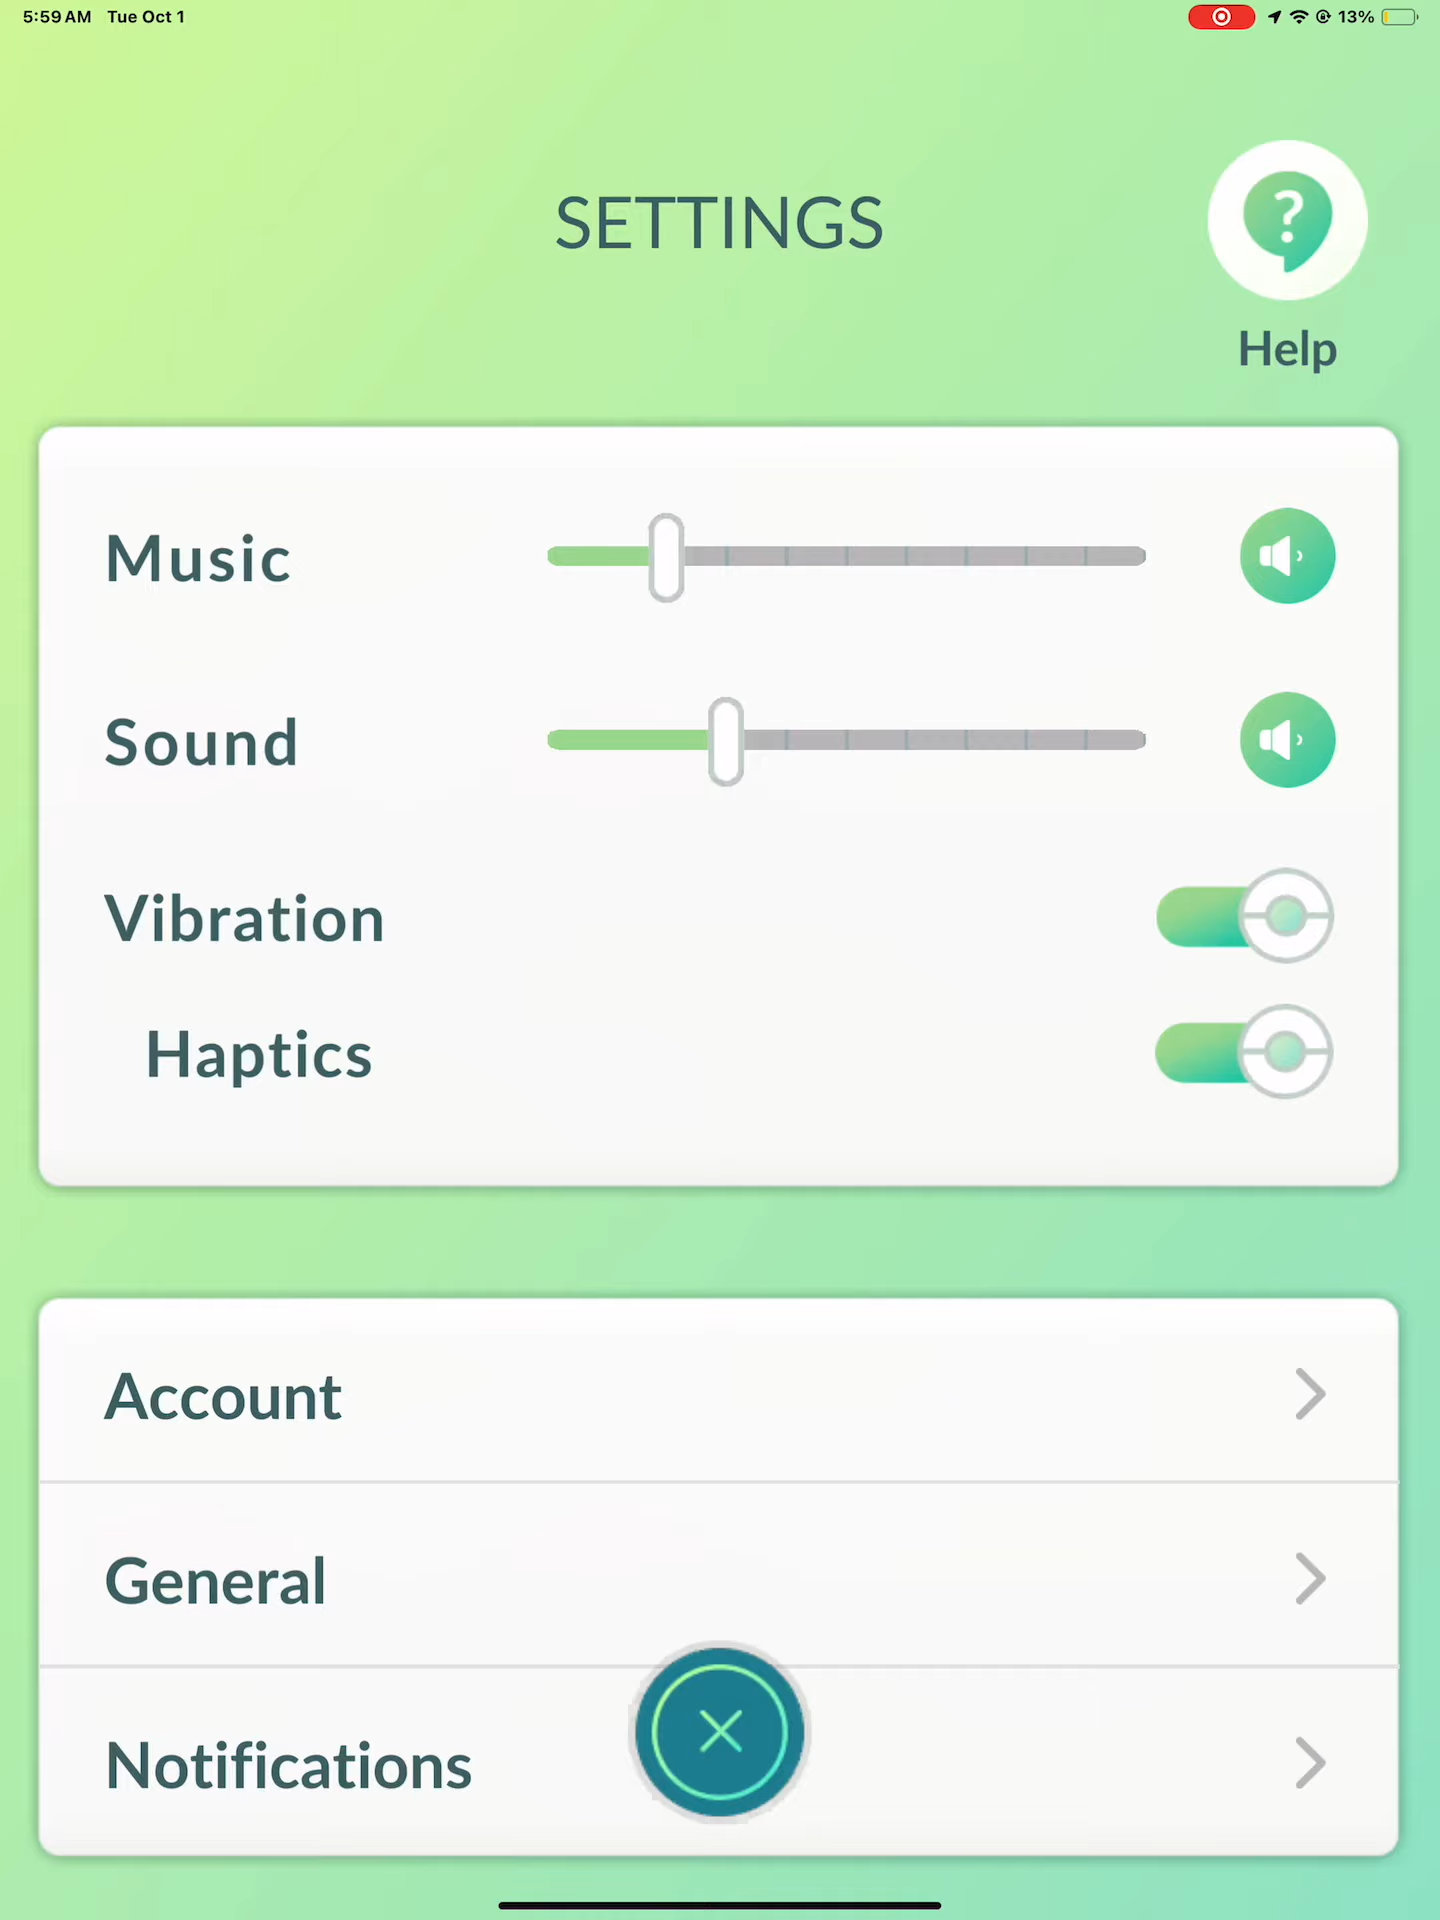 5:59 AM Tue Oct 1
13%
SETTINGS
?
Help
Music
Sound
Vibration
Haptics
Account
General
Notifications